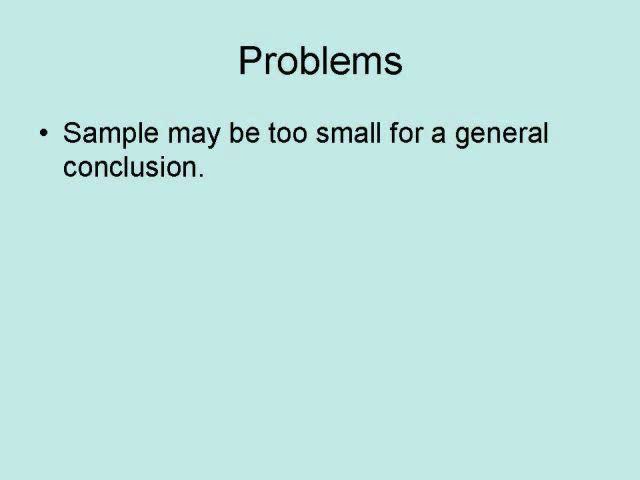 Problems
• Sample may be too small for a general
conclusion.